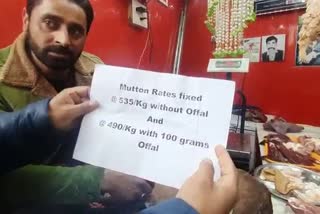 Mutton Rates fixed
@ 535/Kg without Offal
And
@ 490/Kg with 100 grams
Offal